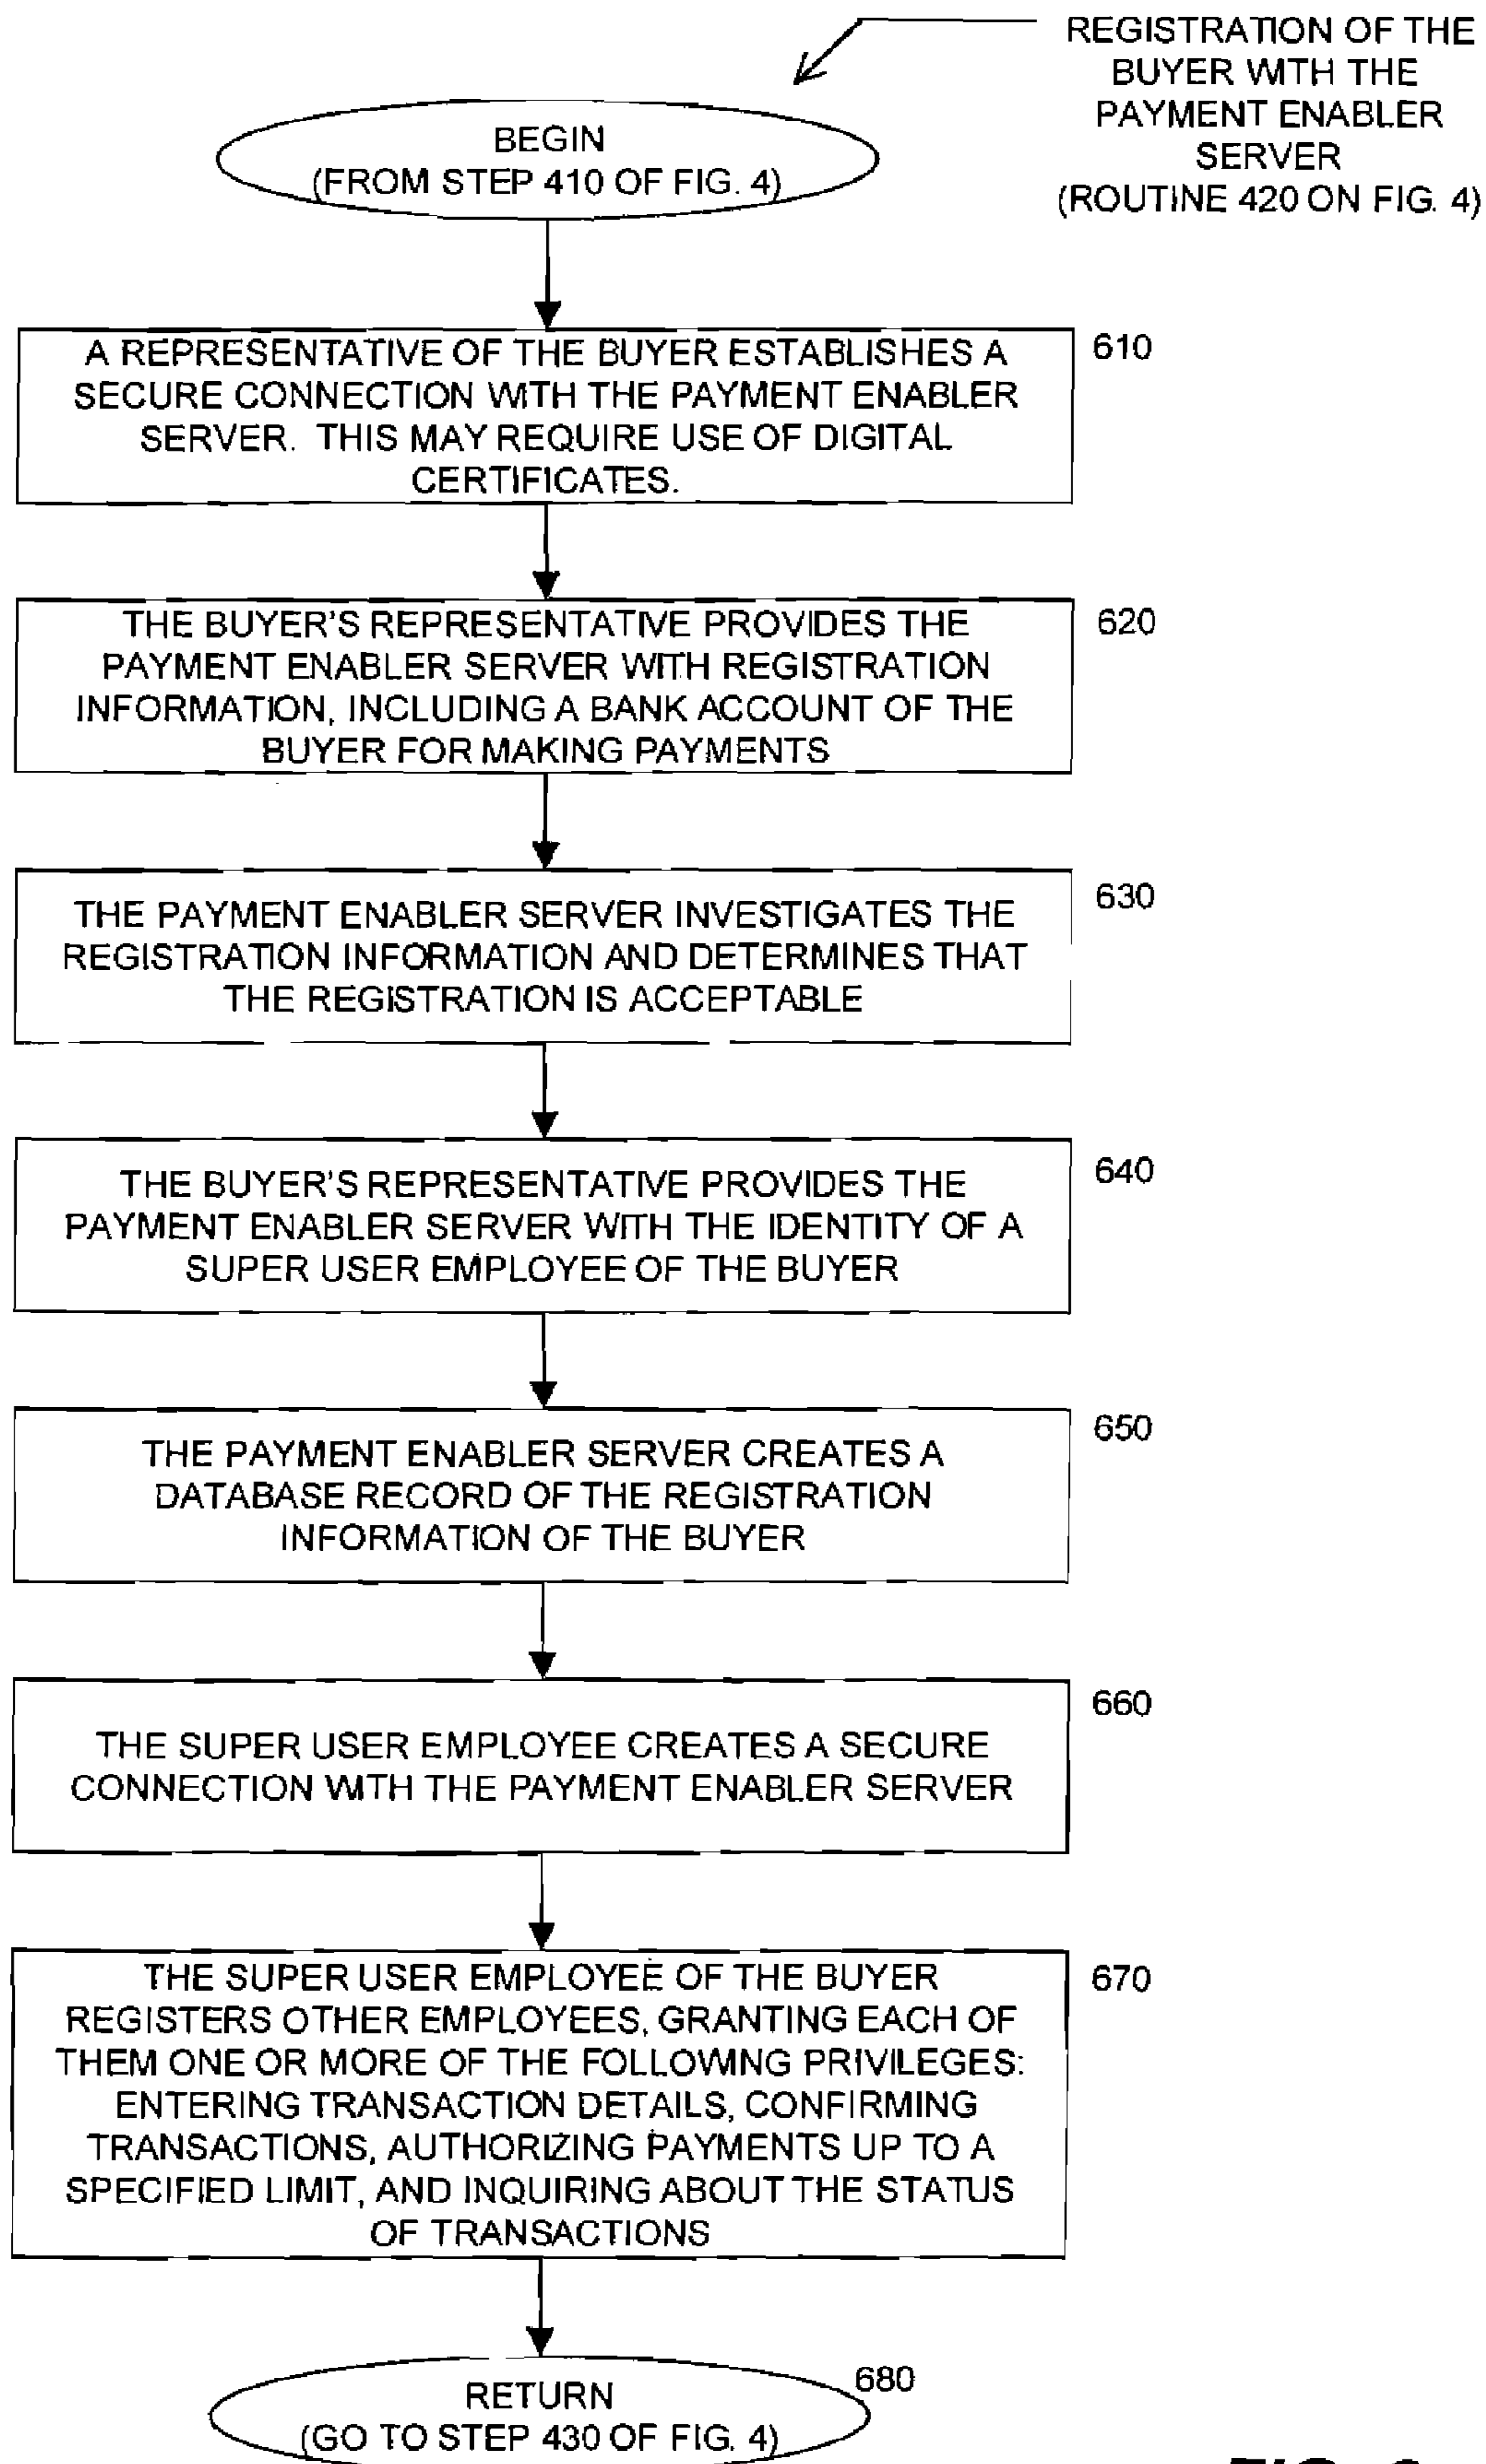 REGISTRATION OF THE
BUYER WITH THE
PAYMENT ENABLER
SERVER
(ROUTINE 420 ON FIG. 4)
BEGIN
(FROM STEP 410 OF FIG. 4)
610
A REPRESENTATIVE OF THE BUYER ESTABLISHES A
SECURE CONNECTION WITH THE PAYMENT ENABLER
SERVER. THIS MAY REQUIRE USE OF DIGITAL
CERTIFICATES.
620
THE BUYER'S REPRESENTATIVE PROVIDES THE
PAYMENT ENABLER SERVER WITH REGISTRATION
INFORMATION, INCLUDING A BANK ACCOUNT OF THE
BUYER FOR MAKING PAYMENTS
630
THE PAYMENT ENABLER SERVER INVESTIGATES THE
REGISTRATION INFORMATION AND DETERMINES THAT
THE REGISTRATION IS ACCEPTABLE
640
THE BUYER'S REPRESENTATIVE PROVIDES THE
PAYMENT ENABLER SERVER WITH THE IDENTITY OF A
SUPER USER EMPLOYEE OF THE BUYER
650
THE PAYMENT ENABLER SERVER CREATES A
DATABASE RECORD OF THE REGISTRATION
INFORMATION OF THE BUYER
660
THE SUPER USER EMPLOYEE CREATES A SECURE
CONNECTION WITH THE PAYMENT ENABLER SERVER
670
THE SUPER USER EMPLOYEE OF THE BUYER
REGISTERS OTHER EMPLOYEES, GRANTING EACH OF
THEM ONE OR MORE OF THE FOLLOWING PRIVILEGES:
ENTERING TRANSACTION DETAILS, CONFIRMING
TRANSACTIONS, AUTHORIZING PAYMENTS UP TO A
SPECIFIED LIMIT, AND INQUIRING ABOUT THE STATUS
OF TRANSACTIONS
680
RETURN
(GO TO STEP 430 OF FIG. 4)